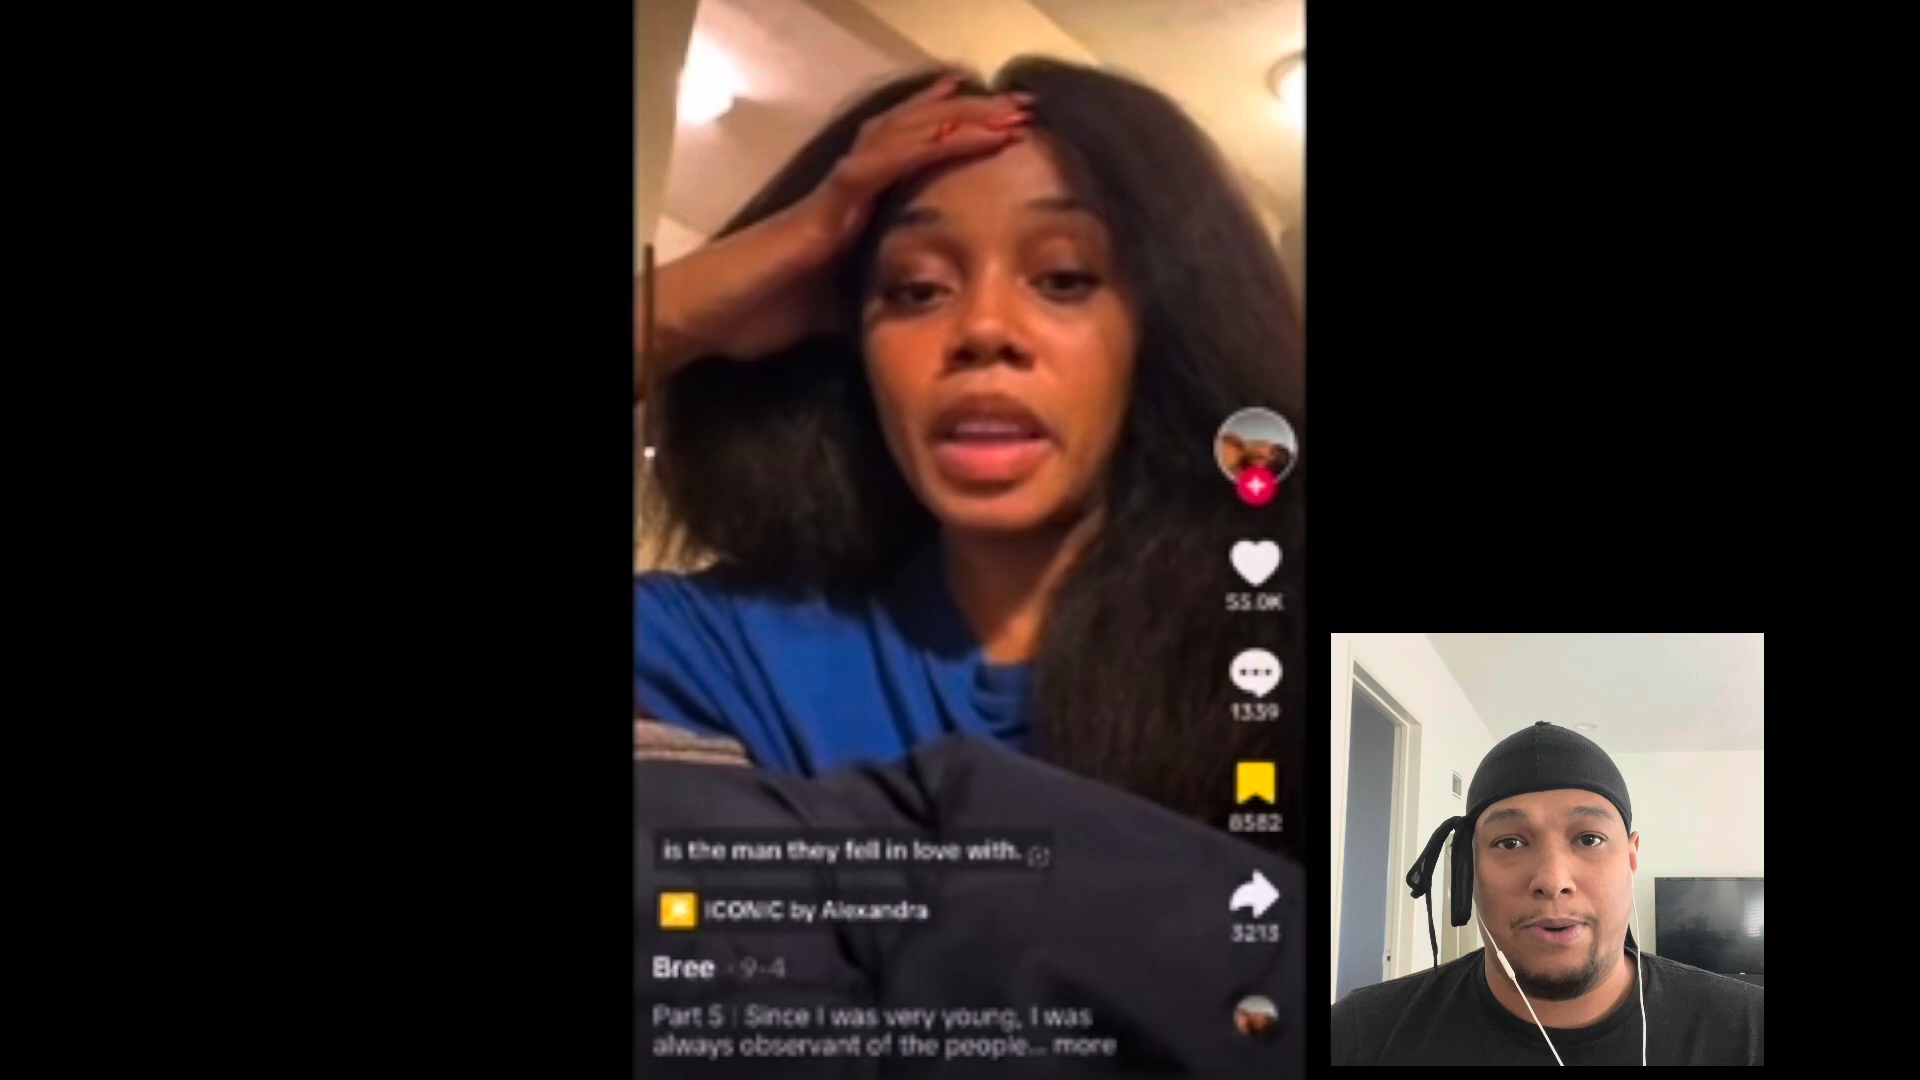 55.0K
1339
8582
3213
is the man they fell in love with.
ICONIC by Alexandra
Bree · 9-4
Part 5 | Since I was very young, I was
always observant of the people... more